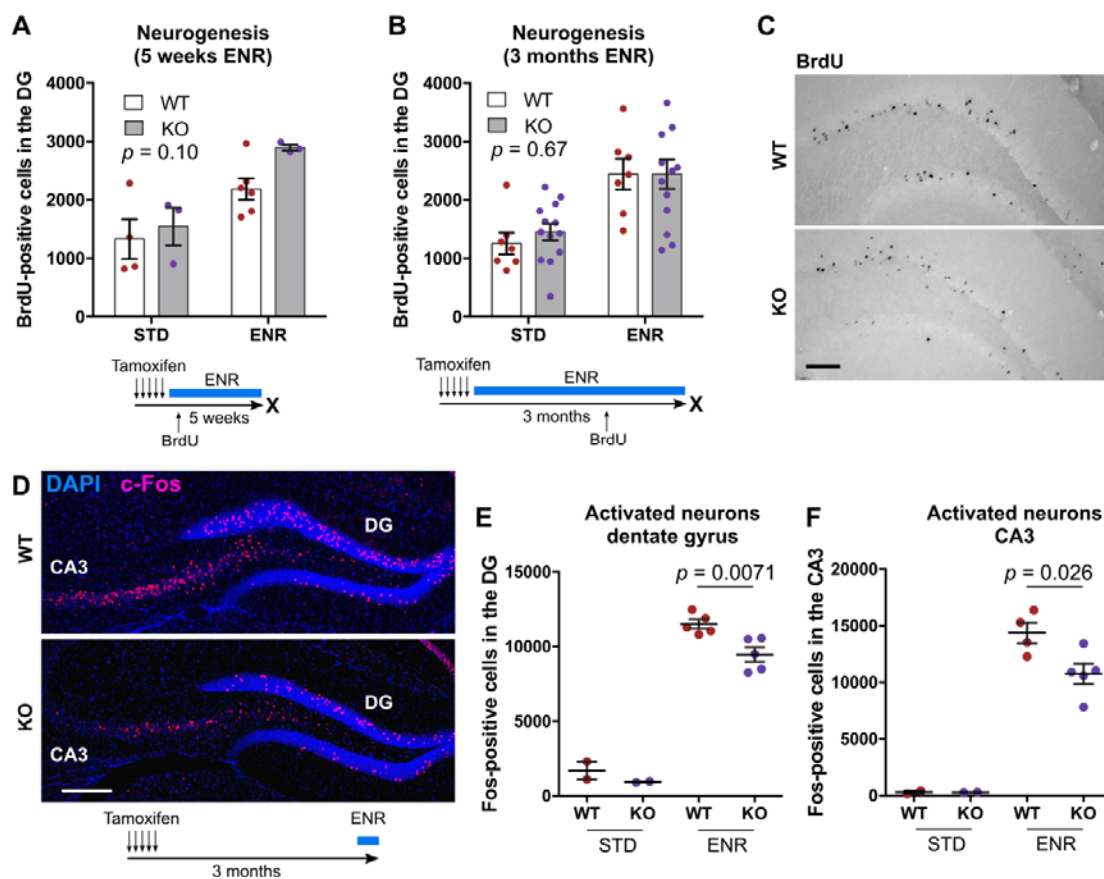 A
Neurogenesis
(5 weeks ENR)
BrdU-positive cells in the DG
4000
3000
2000
1000
0
WT
KO
p = 0.10
STD
ENR
Tamoxifen
ENR
5 weeks
X
BrdU
B
Neurogenesis
(3 months ENR)
BrdU-positive cells in the DG
4000
3000
2000
1000
0
WT
KO
p = 0.67
STD
ENR
Tamoxifen
ENR
3 months
X
BrdU
C
BrdU
WT
KO
D
DAPI c-Fos
WT
DG
CA3
KO
DG
CA3
Tamoxifen
ENR
3 months
E
Activated neurons
dentate gyrus
Fos-positive cells in the DG
15000
10000
5000
0
p = 0.0071
WT KO WT KO
STD ENR
F
Activated neurons
CA3
Fos-positive cells in the CA3
20000
15000
10000
5000
0
p = 0.026
WT KO WT KO
STD ENR